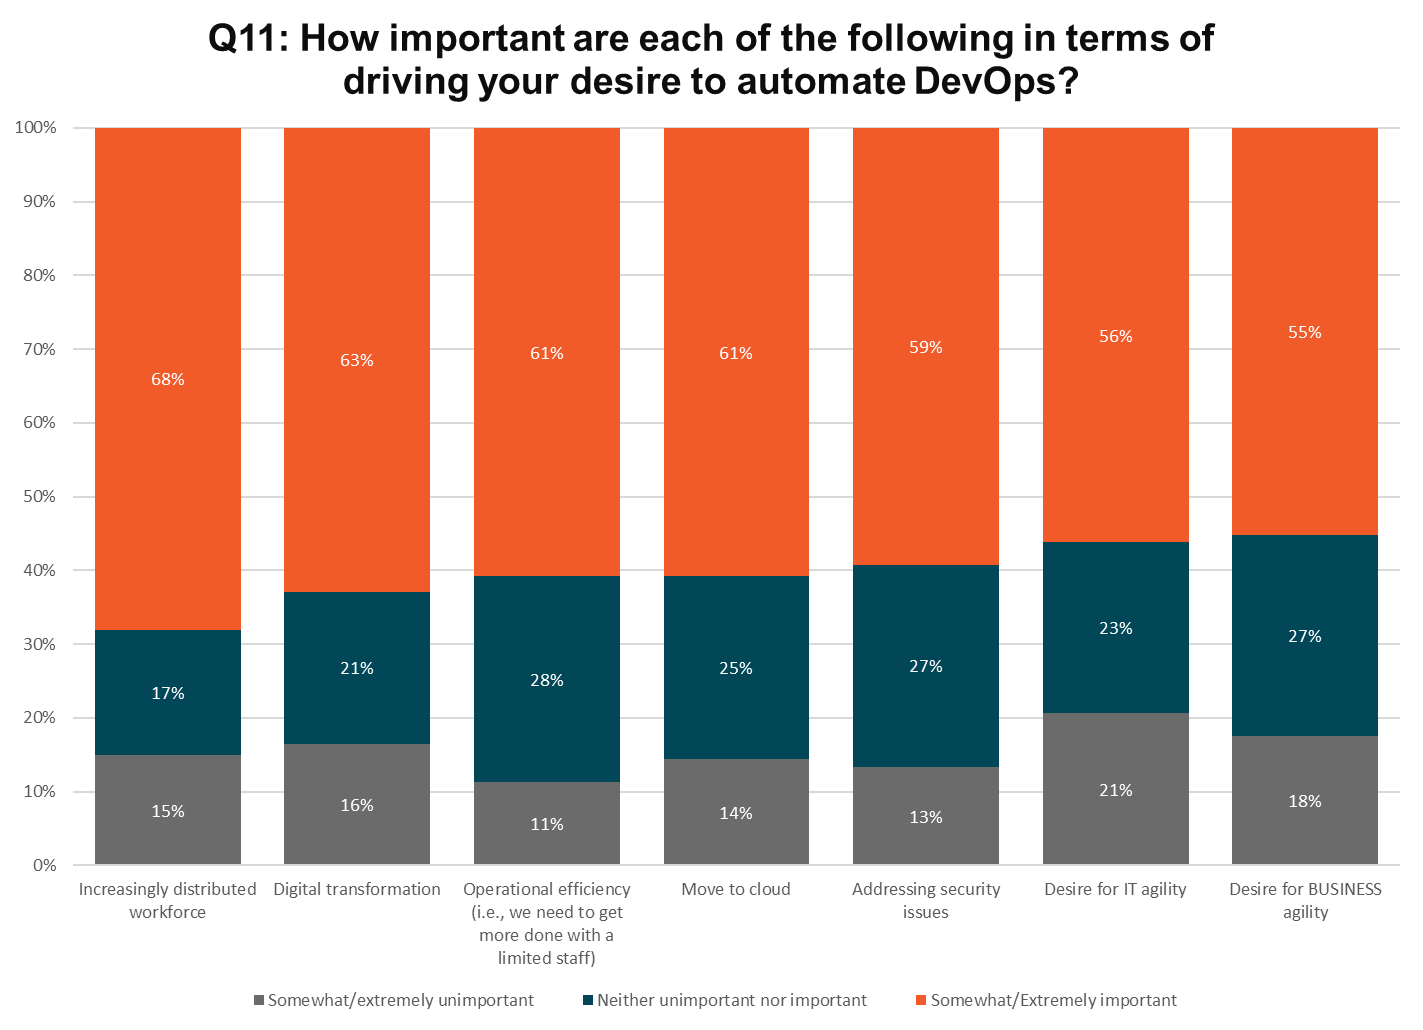 Q11: How important are each of the following in terms of
driving your desire to automate DevOps?
100%
90%
80%
70%
60%
50%
40%
30%
20%
10%
0%
68%
17%
15%
63%
21%
16%
61%
28%
11%
61%
25%
14%
59%
27%
13%
56%
23%
21%
55%
27%
18%
Increasingly distributed
workforce
Digital transformation
Operational efficiency
(i.e., we need to get
more done with a
limited staff)
Move to cloud
Addressing security
issues
Desire for IT agility
Desire for BUSINESS
agility
Somewhat/extremely unimportant
Neither unimportant nor important
Somewhat/Extremely important